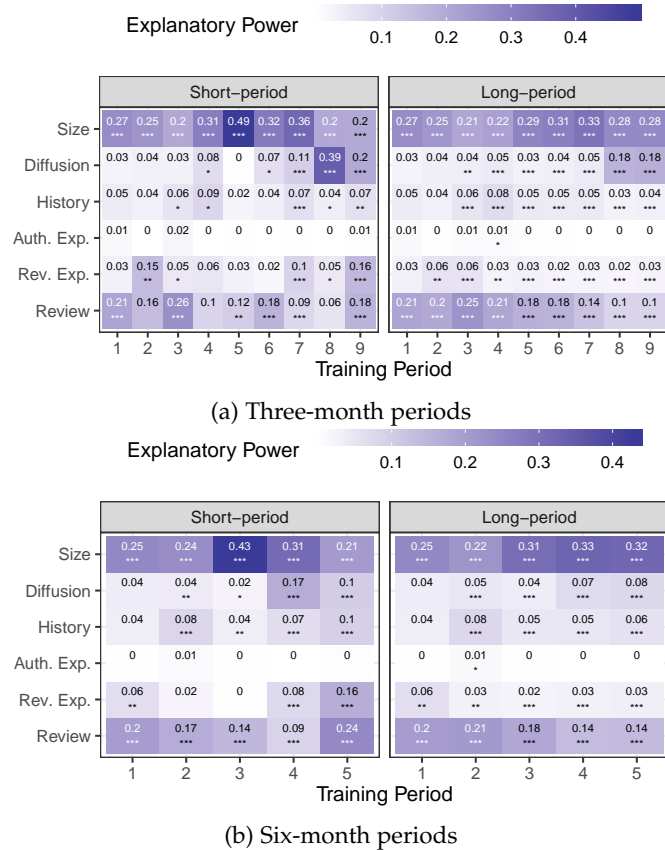 Explanatory Power
0.1 0.2 0.3 0.4
Short−period Long−period
Size 0.27 0.25 0.2 0.31 0.49 0.32 0.36 0.2 0.2 0.27 0.25 0.21 0.22 0.29 0.31 0.33 0.28 0.28
*** *** *** *** *** *** *** *** *** *** *** *** *** *** *** *** *** ***
Diffusion 0.03 0.04 0.03 0.08 0 0.07 0.11 0.39 0.2 0.03 0.04 0.04 0.05 0.03 0.04 0.05 0.18 0.18
* * *** *** *** ** *** *** *** *** *** ***
History 0.05 0.04 0.06 0.09 0.02 0.04 0.07 0.04 0.07 0.05 0.04 0.06 0.08 0.05 0.05 0.05 0.03 0.04
* * *** * ** *** *** *** *** *** *** ***
Auth. Exp. 0.01 0 0.02 0 0 0 0 0 0.01 0.01 0 0.01 0.01 0 0 0 0 0
*
Rev. Exp. 0.03 0.15 0.05 0.06 0.03 0.02 0.1 0.05 0.16 0.03 0.06 0.06 0.03 0.02 0.03 0.03 0.02 0.03
** * *** * *** ** *** ** *** *** *** *** ***
Review 0.21 0.16 0.26 0.1 0.12 0.18 0.09 0.06 0.18 0.21 0.2 0.25 0.21 0.18 0.18 0.14 0.1 0.1
*** *** ** *** *** *** *** *** *** *** *** *** *** *** ***
1 2 3 4 5 6 7 8 9 1 2 3 4 5 6 7 8 9
Training Period
(a) Three-month periods
Explanatory Power
0.1 0.2 0.3 0.4
Short−period Long−period
Size 0.25 0.24 0.43 0.31 0.21 0.25 0.22 0.31 0.33 0.32
*** *** *** *** *** *** *** *** *** ***
Diffusion 0.04 0.04 0.02 0.17 0.1 0.04 0.05 0.04 0.07 0.08
** * *** *** *** *** *** ***
History 0.04 0.08 0.04 0.07 0.1 0.04 0.08 0.05 0.05 0.06
*** ** *** *** *** *** *** ***
Auth. Exp. 0 0.01 0 0 0 0 0.01 0 0 0
*
Rev. Exp. 0.06 0.02 0 0.08 0.16 0.06 0.03 0.02 0.03 0.03
** *** *** ** ** *** *** ***
Review 0.2 0.17 0.14 0.09 0.24 0.2 0.21 0.18 0.14 0.14
*** *** *** *** *** *** *** *** *** ***
1 2 3 4 5 1 2 3 4 5
Training Period
(b) Six-month periods